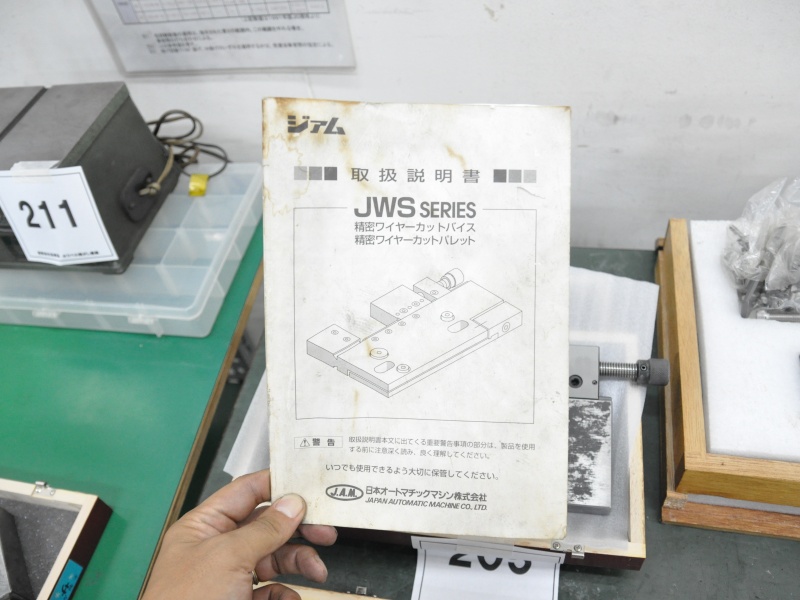 211
ジャム
取扱説明書
JWS SERIES
精密ワイヤーカットバイス
精密ワイヤーカットパレット
警告
取扱説明書本文に出てくる重要警告事項の部分は、製品を使用
する前に注意深く読み、良く理解してください。
いつでも使用できるよう大切に保管してください。
J.A.M. 日本オートマチックマシン株式会社
JAPAN AUTOMATIC MACHINE CO., LTD.
203